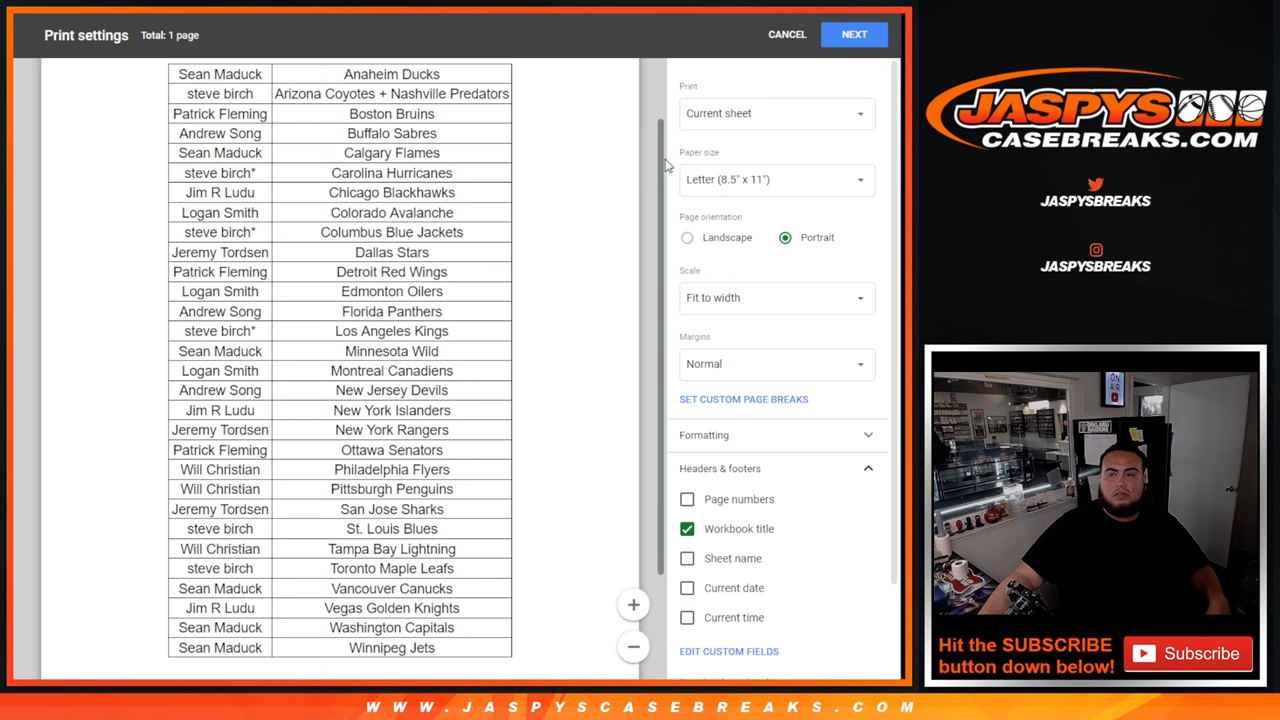 Print settings Total: 1 page CANCEL NEXT
Sean Maduck Anaheim Ducks
steve birch Arizona Coyotes + Nashville Predators
Patrick Fleming Boston Bruins
Andrew Song Buffalo Sabres
Sean Maduck Calgary Flames
steve birch* Carolina Hurricanes
Jim R Ludu Chicago Blackhawks
Logan Smith Colorado Avalanche
steve birch* Columbus Blue Jackets
Jeremy Tordsen Dallas Stars
Patrick Fleming Detroit Red Wings
Logan Smith Edmonton Oilers
Andrew Song Florida Panthers
steve birch* Los Angeles Kings
Sean Maduck Minnesota Wild
Logan Smith Montreal Canadiens
Andrew Song New Jersey Devils
Jim R Ludu New York Islanders
Jeremy Tordsen New York Rangers
Patrick Fleming Ottawa Senators
Will Christian Philadelphia Flyers
Will Christian Pittsburgh Penguins
Jeremy Tordsen San Jose Sharks
steve birch St. Louis Blues
Will Christian Tampa Bay Lightning
steve birch Toronto Maple Leafs
Sean Maduck Vancouver Canucks
Jim R Ludu Vegas Golden Knights
Sean Maduck Washington Capitals
Sean Maduck Winnipeg Jets
Print
Current sheet
Paper size
Letter (8.5" x 11")
Page orientation
Landscape Portrait
Scale
Fit to width
Margins
Normal
SET CUSTOM PAGE BREAKS
Formatting
Headers & footers
Page numbers
Workbook title
Sheet name
Current date
Current time
EDIT CUSTOM FIELDS
JASPYS
CASEBREAKS.COM
JASPYSBREAKS
JASPYSBREAKS
ON
AIR
Hit the SUBSCRIBE
button down below!
Subscribe
WWW.JASPYSCASEBREAKS.COM